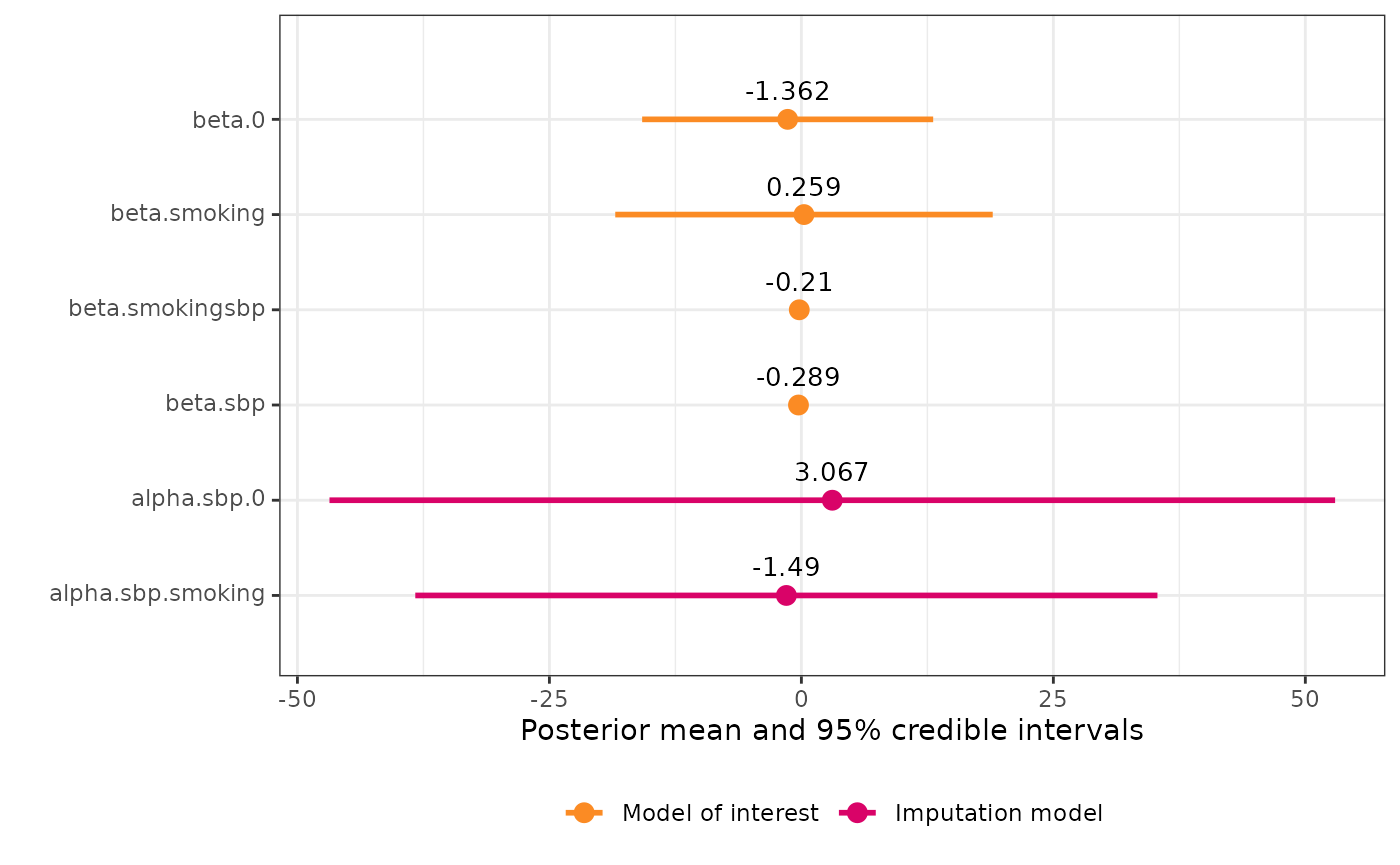 -1.362
beta.0
0.259
beta.smoking
-0.21
beta.smokingsbp
-0.289
beta.sbp
3.067
alpha.sbp.0
-1.49
alpha.sbp.smoking
-50 -25 0 25 50
Posterior mean and 95% credible intervals
Model of interest Imputation model